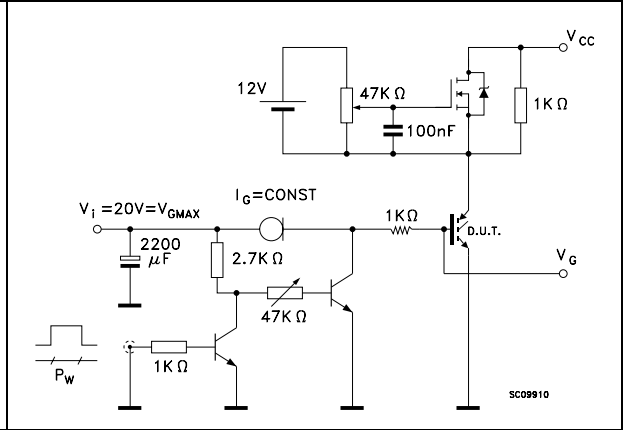 V CC
12V
47K Ω
1K Ω
100nF
I G=CONST
V i =20V=V GMAX
1K Ω
D.U.T.
2200
μF
2.7K Ω
V G
47K Ω
1K Ω
P W
SC09910